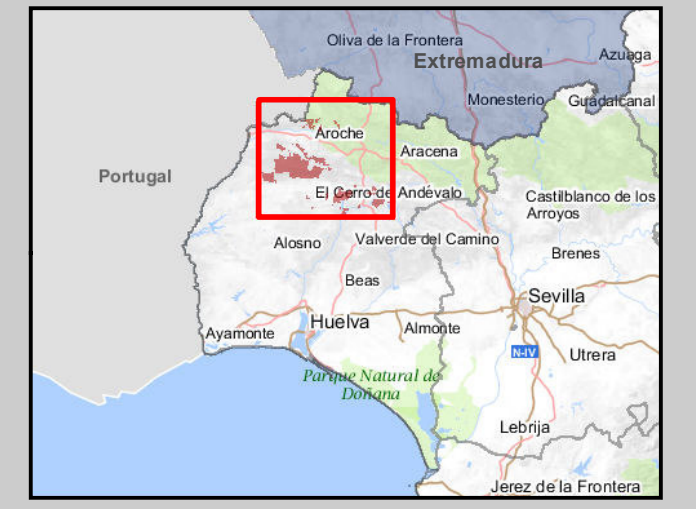 Oliva de la Frontera
Extremadura
Azuaga
Monesterio
Guadalcanal
Aroche
Aracena
Portugal
El Cerro de Andévalo
Castilblanco de los
Arroyos
Alosno
Valverde del Camino
Brenes
Beas
Sevilla
Huelva
Ayamonte
Almonte
N-IV
Utrera
Parque Natural de
Doñana
Lebrija
Jerez de la Frontera